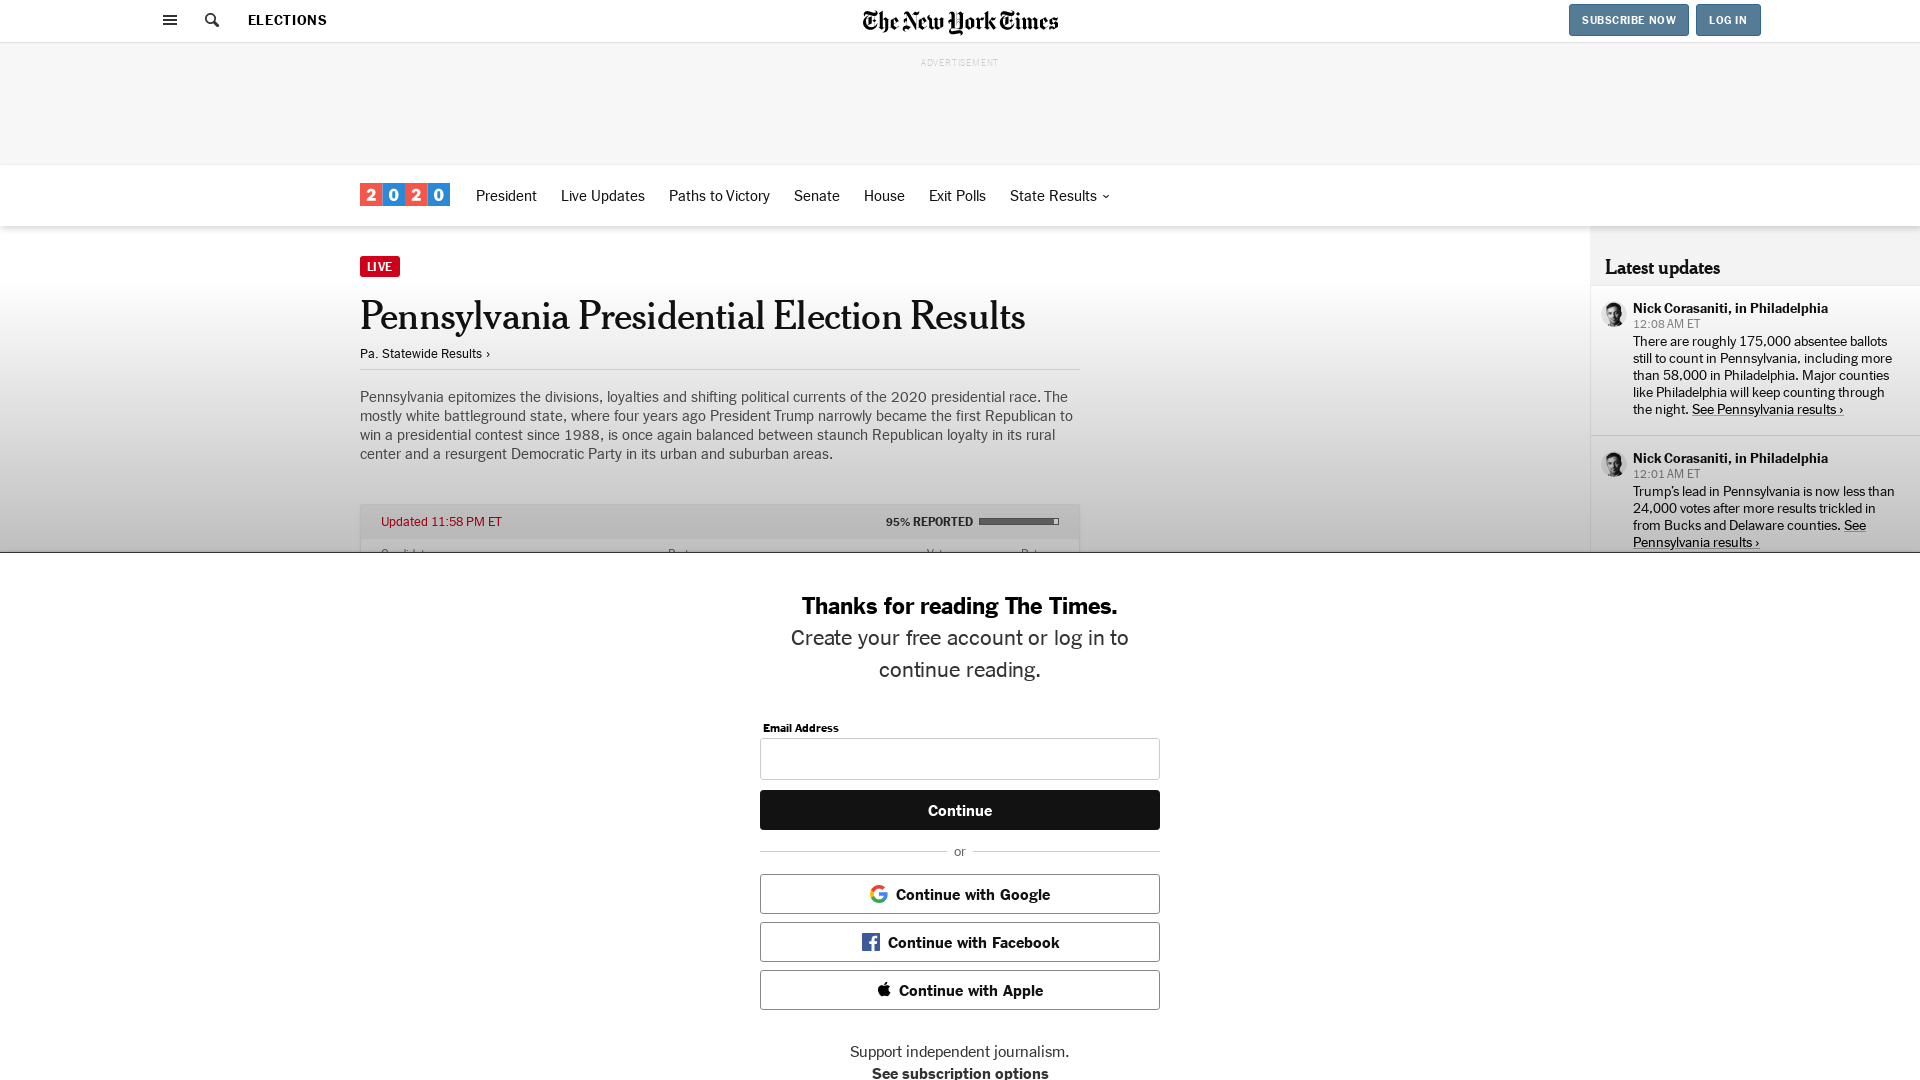 ELECTIONS
The New York Times
SUBSCRIBE NOW
LOG IN
ADVERTISEMENT
2020
President
Live Updates
Paths to Victory
Senate
House
Exit Polls
State Results
LIVE
Pennsylvania Presidential Election Results
Pa. Statewide Results ›
Pennsylvania epitomizes the divisions, loyalties and shifting political currents of the 2020 presidential race. The
mostly white battleground state, where four years ago President Trump narrowly became the first Republican to
win a presidential contest since 1988, is once again balanced between staunch Republican loyalty in its rural
center and a resurgent Democratic Party in its urban and suburban areas.
Updated 11:58 PM ET
95% REPORTED
Latest updates
Nick Corasaniti, in Philadelphia
12:08 AM ET
There are roughly 175,000 absentee ballots
still to count in Pennsylvania, including more
than 58,000 in Philadelphia. Major counties
like Philadelphia will keep counting through
the night. See Pennsylvania results ›
Nick Corasaniti, in Philadelphia
12:01 AM ET
Trump's lead in Pennsylvania is now less than
24,000 votes after more results trickled in
from Bucks and Delaware counties. See
Pennsylvania results ›
Thanks for reading The Times.
Create your free account or log in to
continue reading.
Email Address
Continue
or
Continue with Google
Continue with Facebook
Continue with Apple
Support independent journalism.
See subscription options